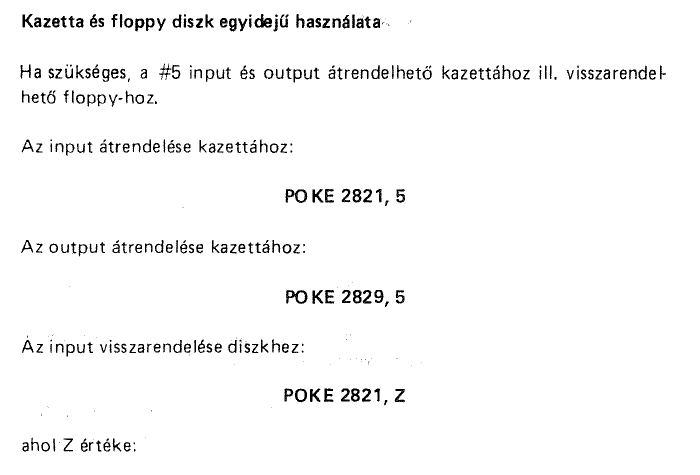 Kazetta és floppy diszk egyidejű használata
Ha szükséges, a #5 input és output átrendelhető kazettához ill. visszarendel-
hető floppy-hoz.
Az input átrendelése kazettához:
POKE 2821, 5
Az output átrendelése kazettához:
POKE 2829, 5
Az input visszarendelése diszkhez:
POKE 2821, Z
ahol Z értéke: